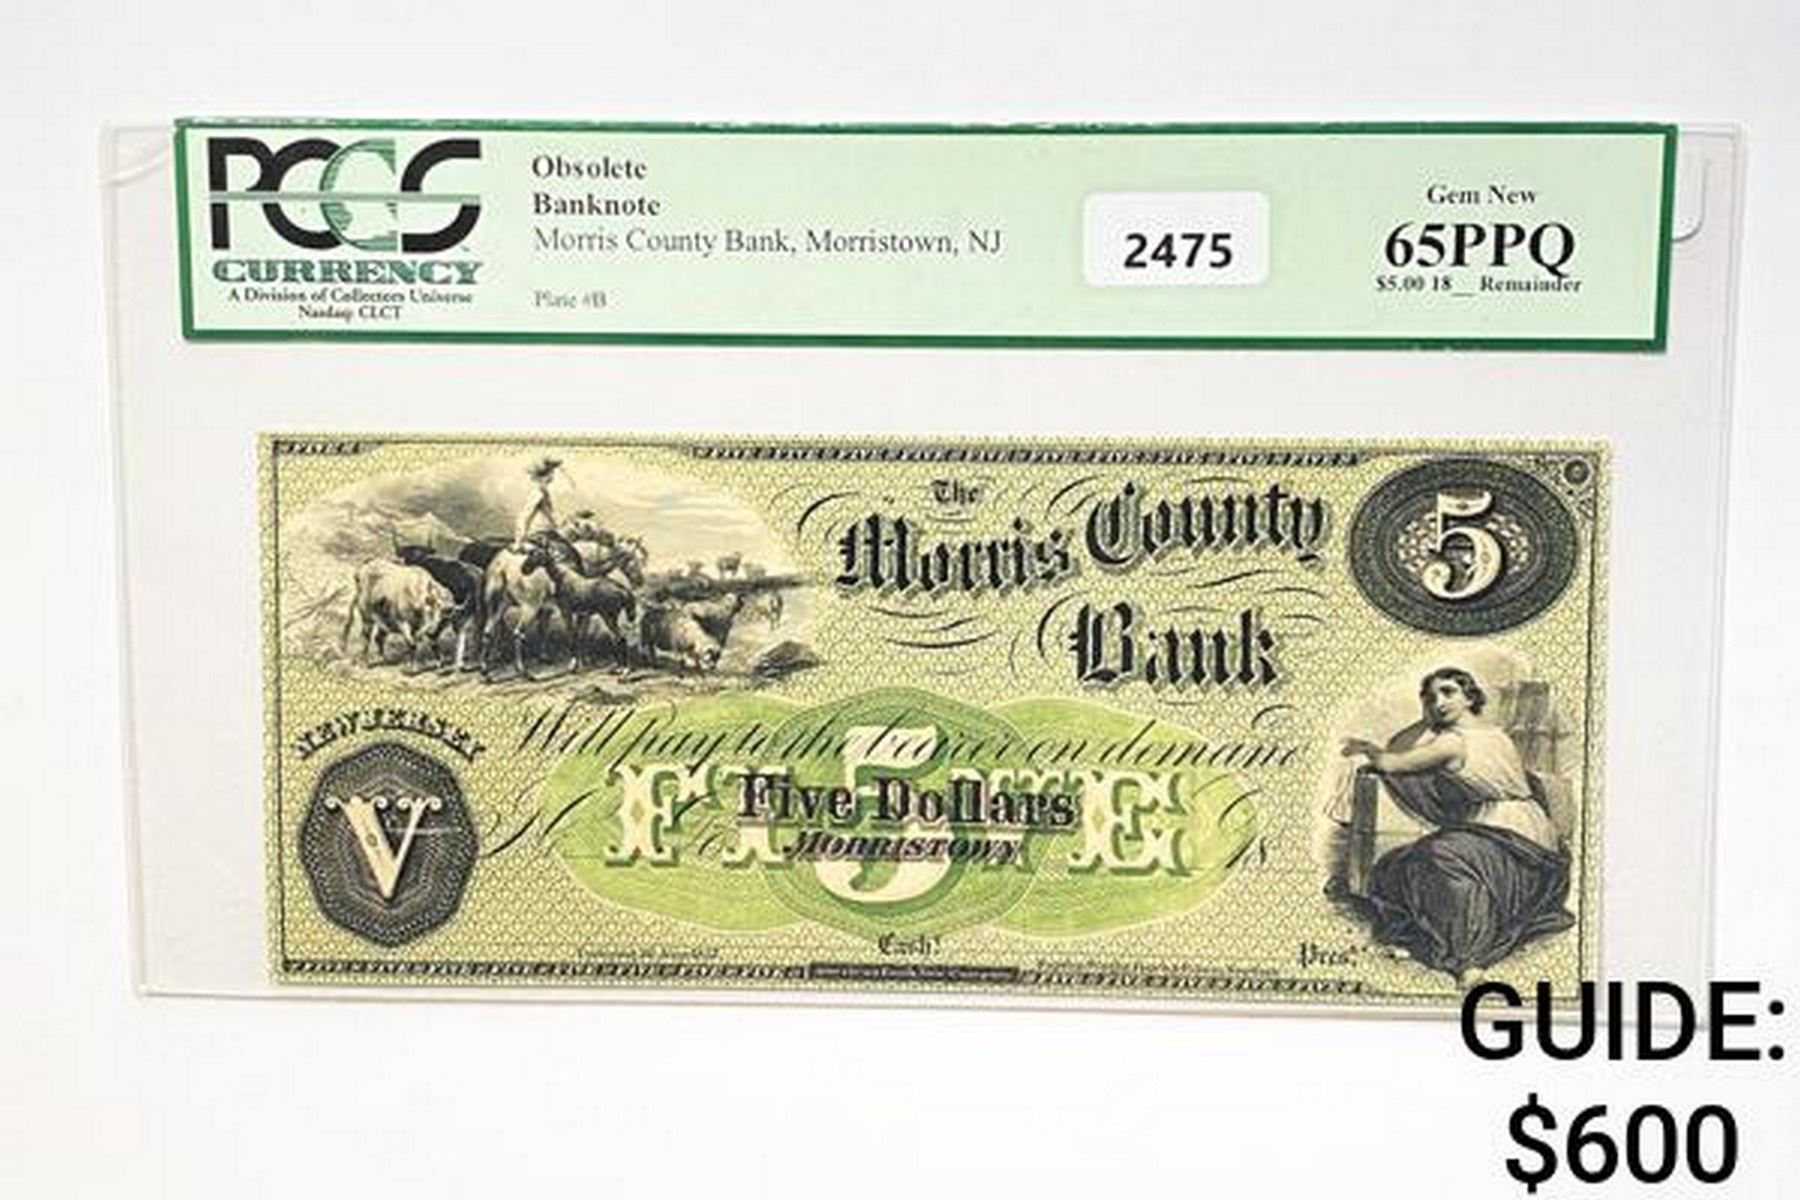 PCGS
CURRENCY
A Division of Collectors Universe
Nasdaq: CLCT
Obsolete
Banknote
Morris County Bank, Morristown, NJ
Plate #B
2475
Gem New
65PPQ
$5.00 18__ Remainder
The
Morris County
Bank
5
NEW JERSEY
V
Will pay to the bearer on demand
FIVE
5
Five Dollars
MORRISTOWN
18
Cash!
Pres!
GUIDE:
$600